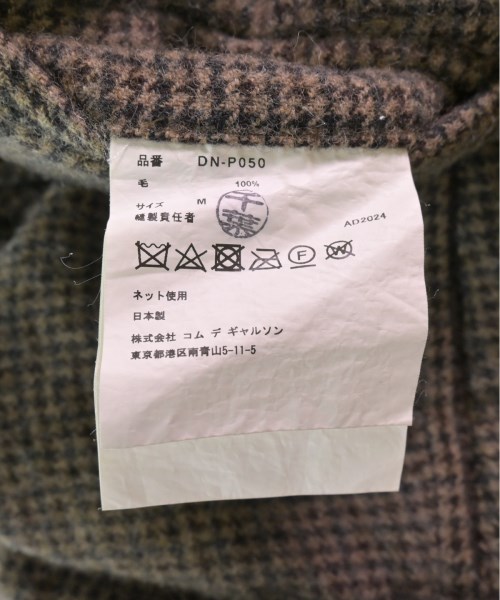 品番 DN-P050
毛 100%
サイズ M
縫製責任者 千葉
AD2024
F W
ネット使用
日本製
株式会社 コム デ ギャルソン
東京都港区南青山5-11-5